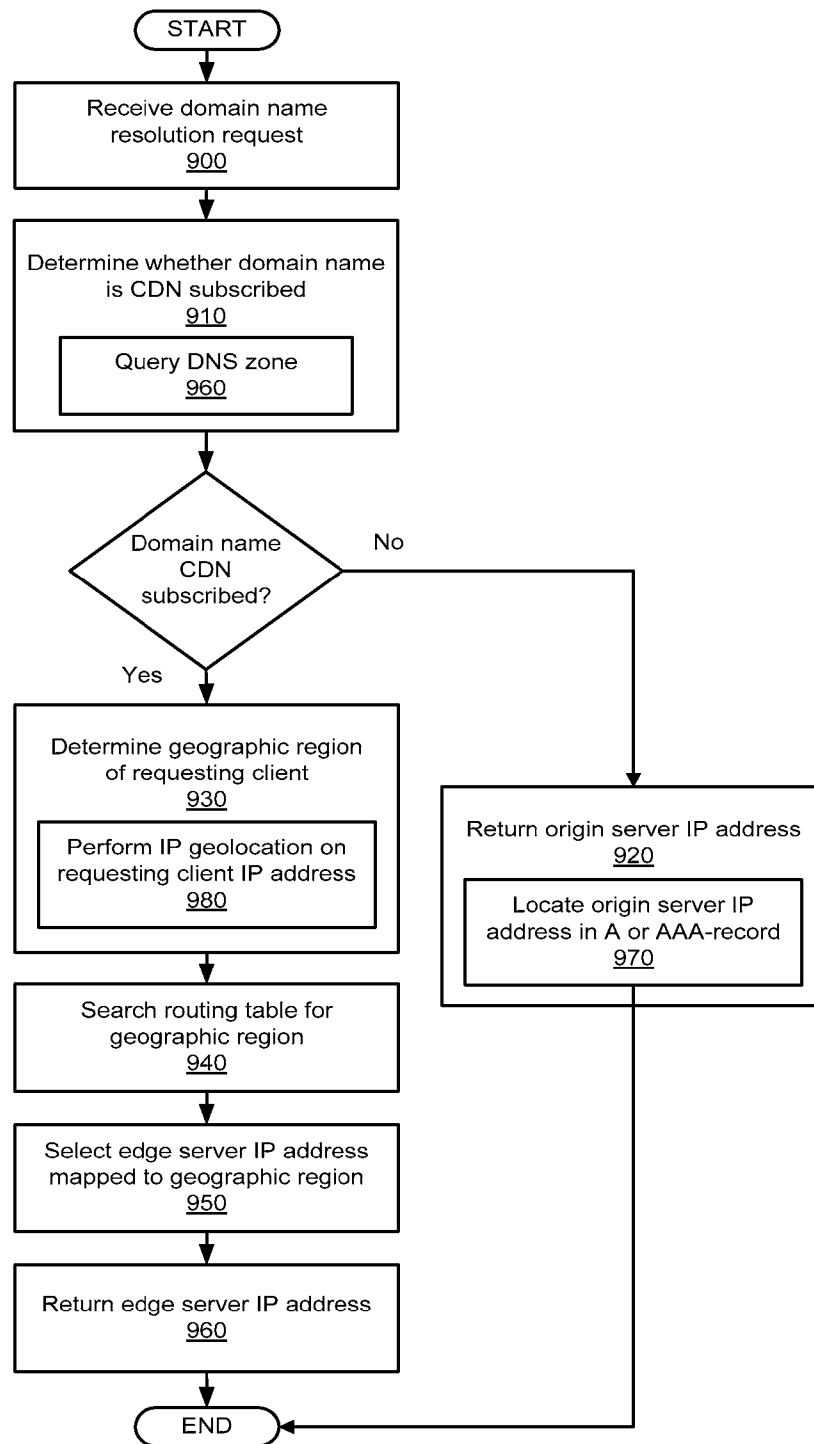 START
Receive domain name
resolution request
900
Determine whether domain name
is CDN subscribed
910
Query DNS zone
960
Domain name
CDN
subscribed?
No
Yes
Determine geographic region
of requesting client
930
Perform IP geolocation on
requesting client IP address
980
Return origin server IP address
920
Locate origin server IP
address in A or AAA-record
970
Search routing table for
geographic region
940
Select edge server IP address
mapped to geographic region
950
Return edge server IP address
960
END